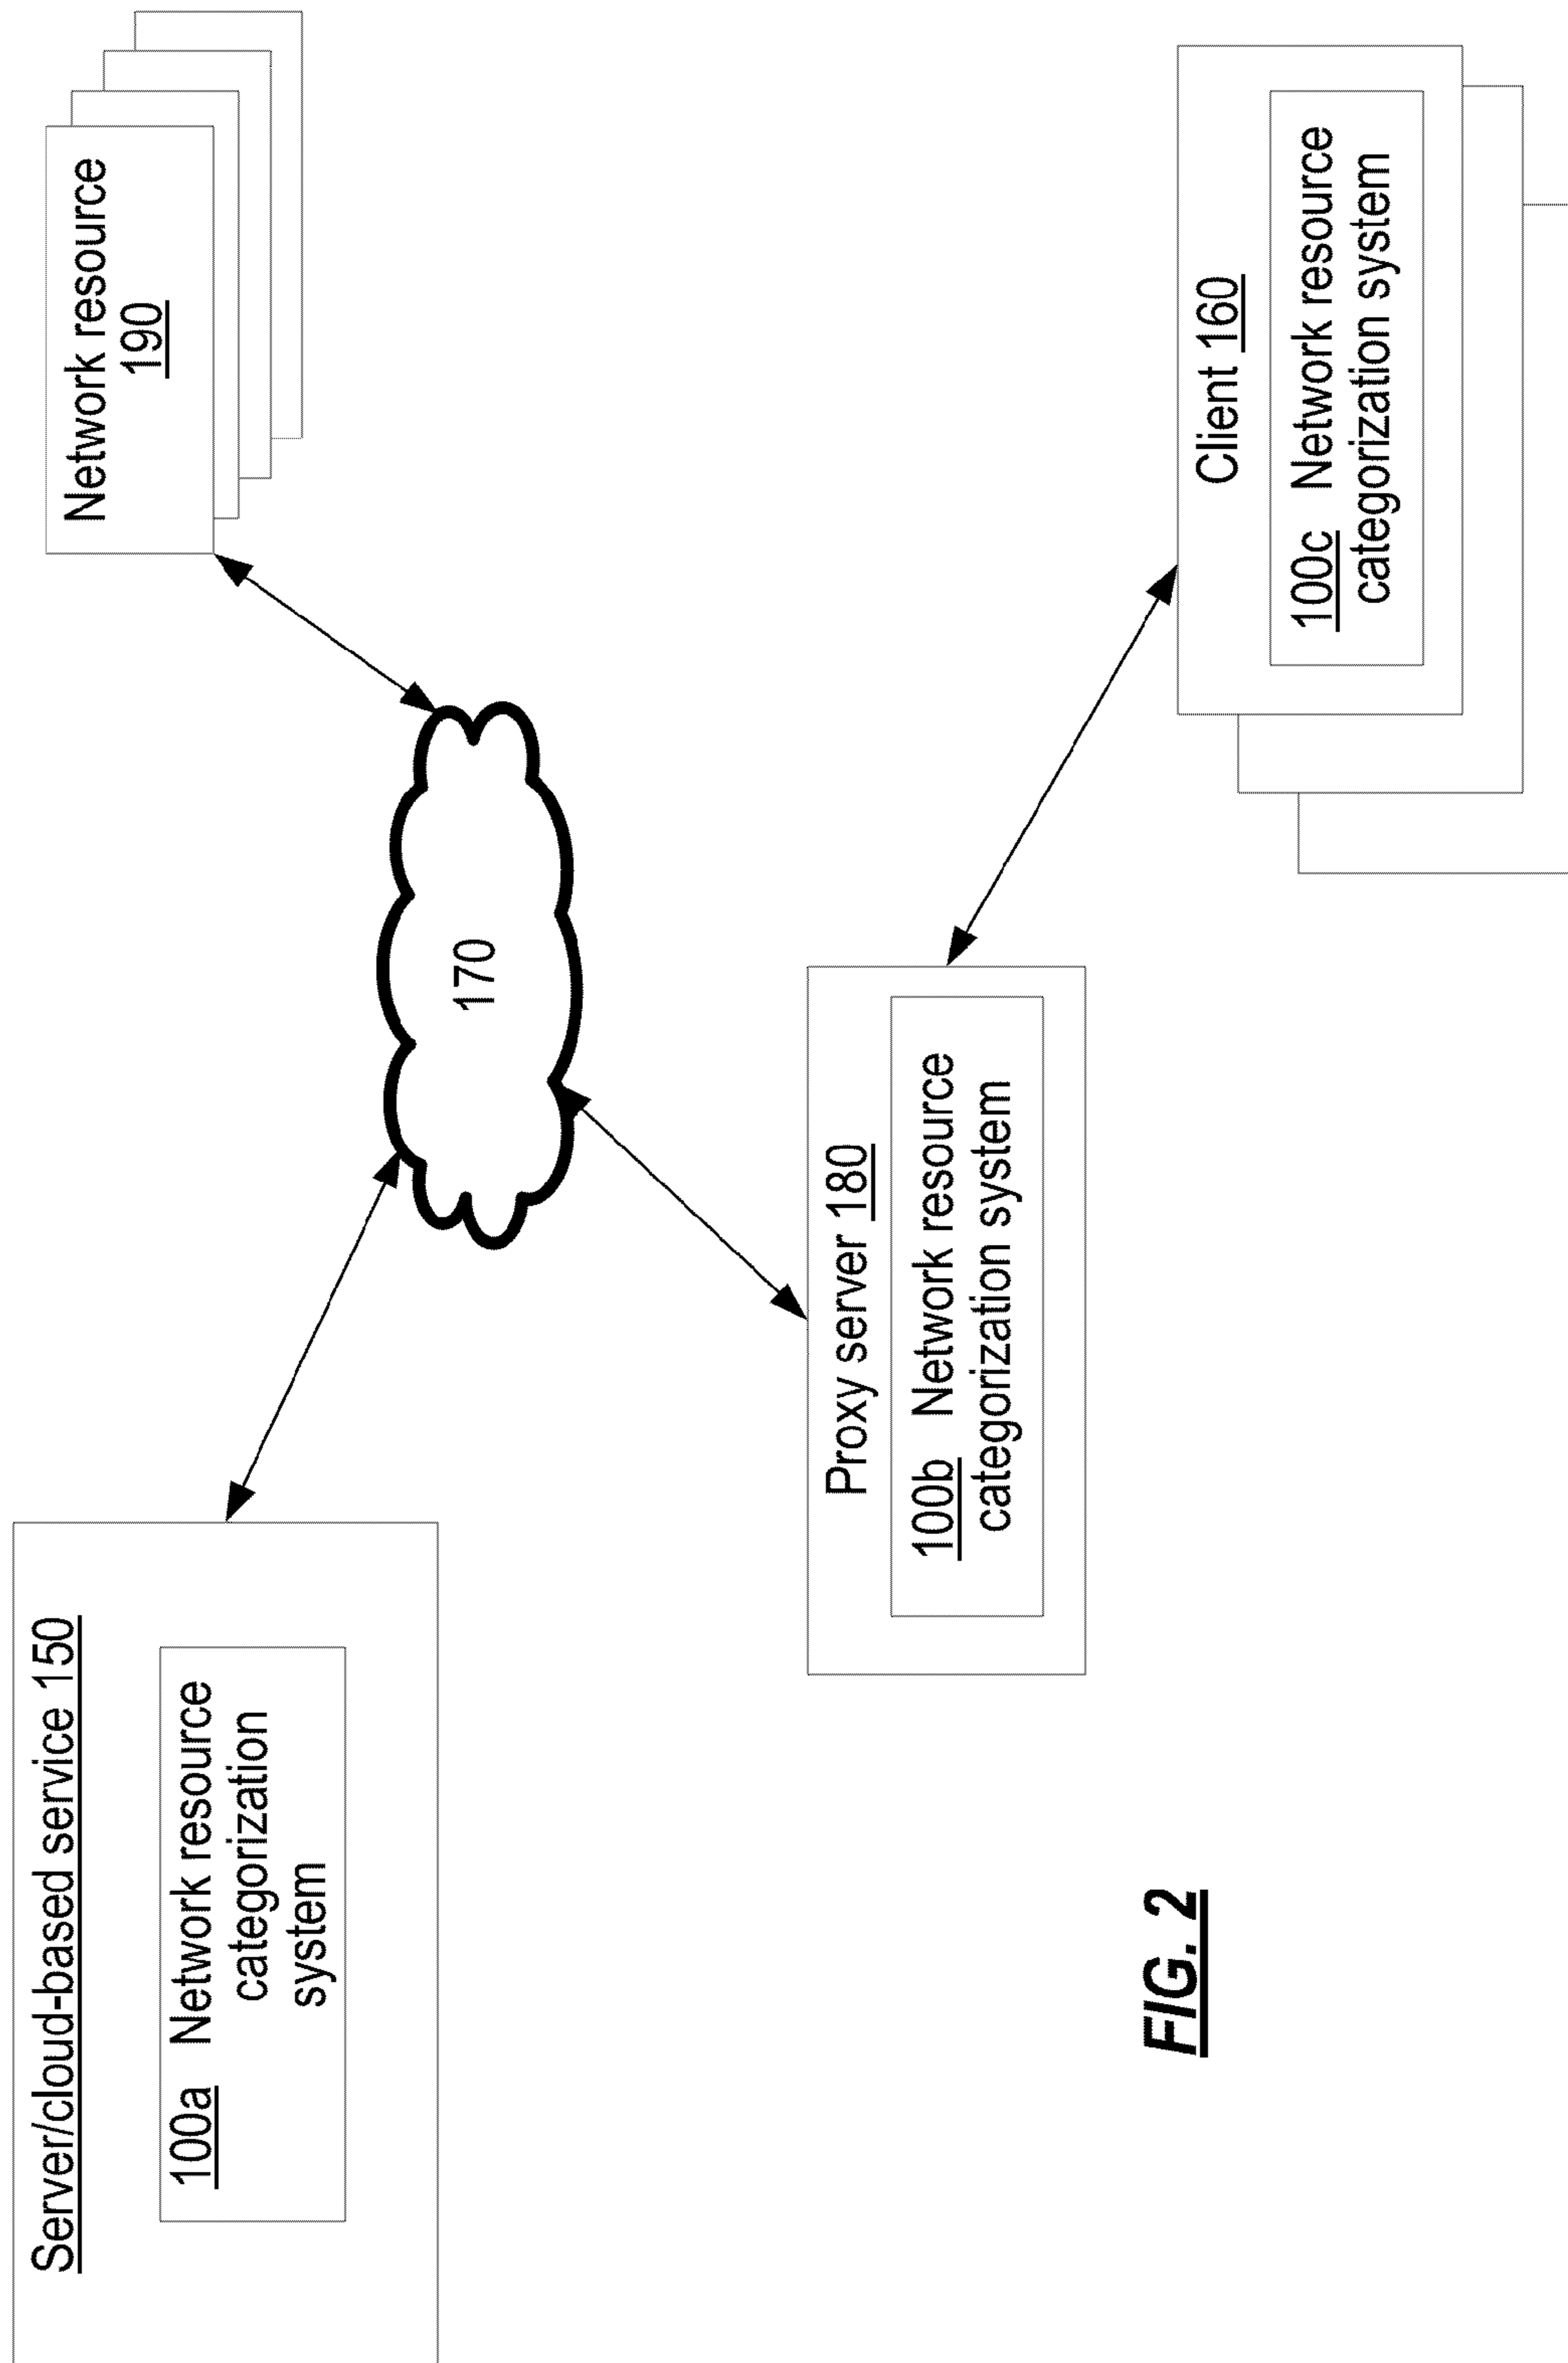 Server/cloud-based service 150
100a Network resource
categorization
system
Network resource
190
170
Proxy server 180
100b Network resource
categorization system
Client 160
100c Network resource
categorization system
FIG. 2